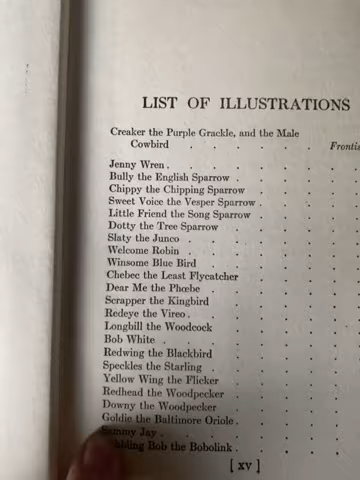 LIST OF ILLUSTRATIONS
Creaker the Purple Grackle, and the Male
Cowbird . . . . . Frontis
Jenny Wren . . . . . . .
Bully the English Sparrow . . . . .
Chippy the Chipping Sparrow . . . .
Sweet Voice the Vesper Sparrow . . . . .
Little Friend the Song Sparrow . . . . .
Dotty the Tree Sparrow . . . . .
Slaty the Junco . . . . . . .
Welcome Robin . . . . . . .
Winsome Blue Bird . . . . . .
Chebec the Least Flycatcher . . . .
Dear Me the Phœbe . . . . . .
Scrapper the Kingbird . . . . .
Redeye the Vireo . . . . . . .
Longbill the Woodcock . . . . .
Bob White . . . . . . . .
Redwing the Blackbird . . . . .
Speckles the Starling . . . . . .
Yellow Wing the Flicker . . . . .
Redhead the Woodpecker . . . . .
Downy the Woodpecker . . . . .
Goldie the Baltimore Oriole . . . . .
Sammy Jay . . . . . . .
Bob the Bobolink . . . . .
[ xv ]